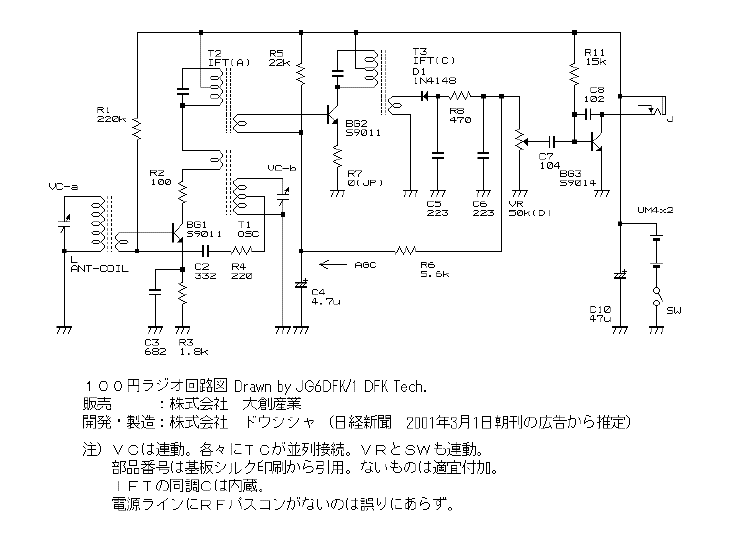 T2
IFT(A)
R5
22k
T3
IFT(C)
D1
1N4148
R11
15k
C8
102
R1
220k
R8
470
J
BG2
S9011
C7
104
BG3
S9014
R2
100
VC-b
R7
0(JP)
C5
223
C6
223
VR
50k(D)
VC-a
UM4x2
BG1
S9011
T1
OSC
L
ANT-COIL
C2
332
R4
220
AGC
R6
5.6k
C4
4.7u
C10
47u
SW
C3
682
R3
1.8k
100円ラジオ回路図 Drawn by JG6DFK/1 DFK Tech.
販売 :株式会社 大創産業
開発・製造:株式会社 ドウシシャ (日経新聞 2001年3月1日朝刊の広告から推定)
注) VCは連動。各々にTCが並列接続。VRとSWも連動。
部品番号は基板シルク印刷から引用。ないものは適宜付加。
IFTの同調Cは内蔵。
電源ラインにRFパスコンがないのは誤りにあらず。